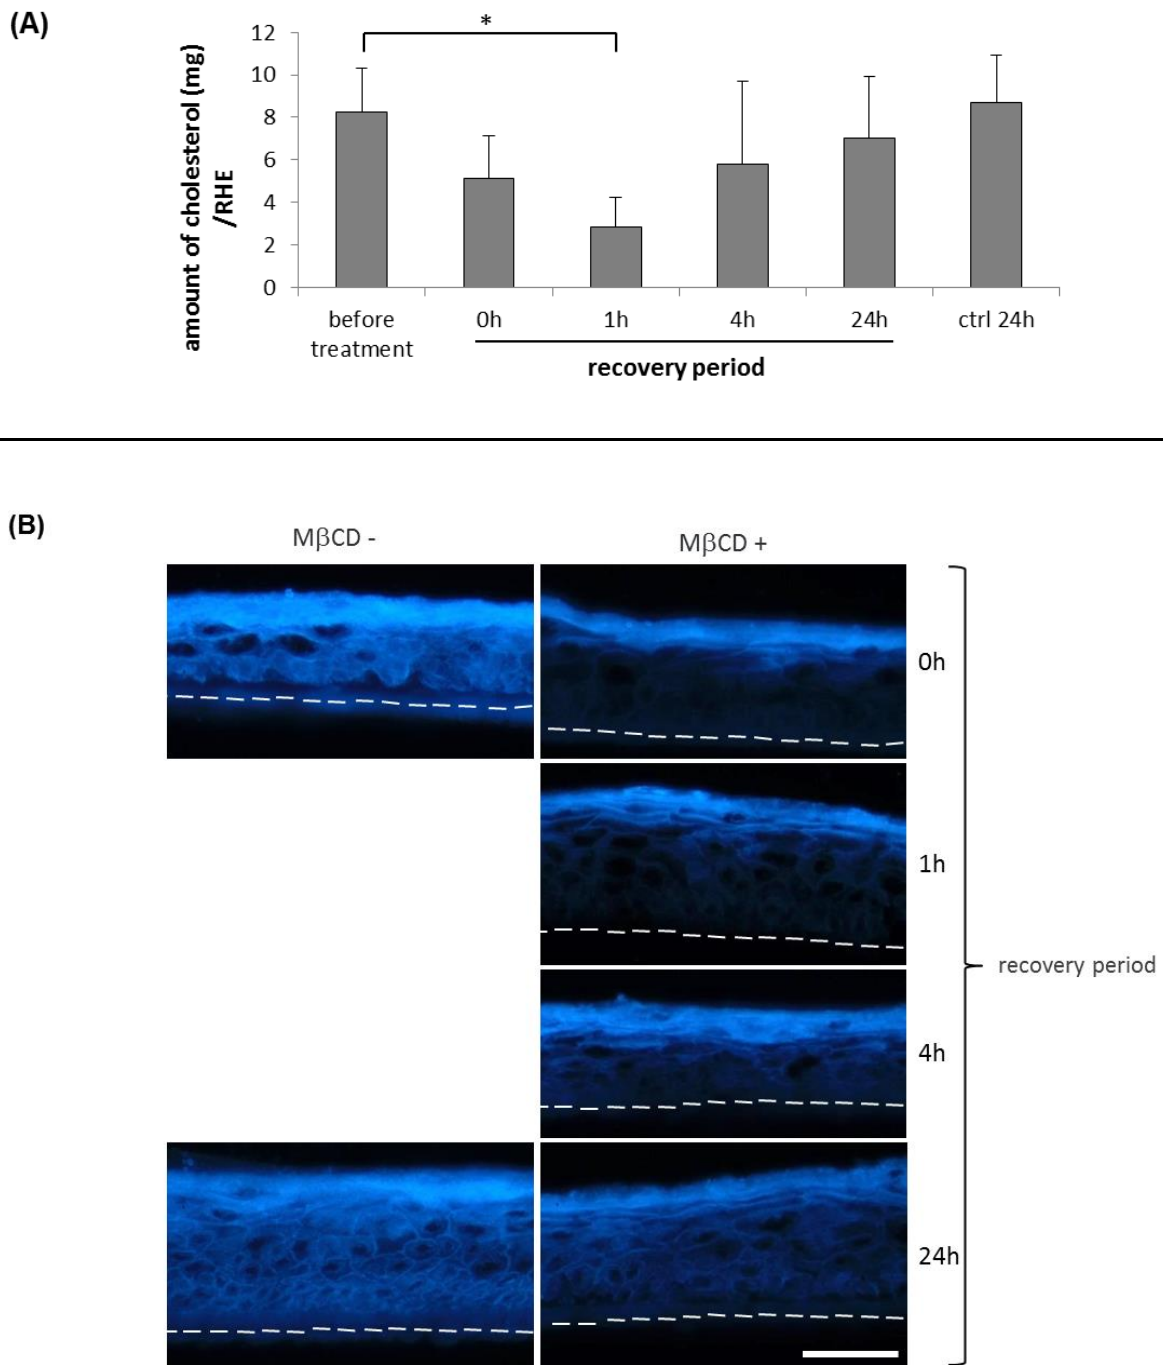 (A)
*
12
10
8
6
4
2
0
amount of cholesterol (mg)
/RHE
before
treatment
0h
1h
4h
24h
ctrl 24h
recovery period
(B)
MβCD -
MβCD +
0h
1h
4h
24h
recovery period